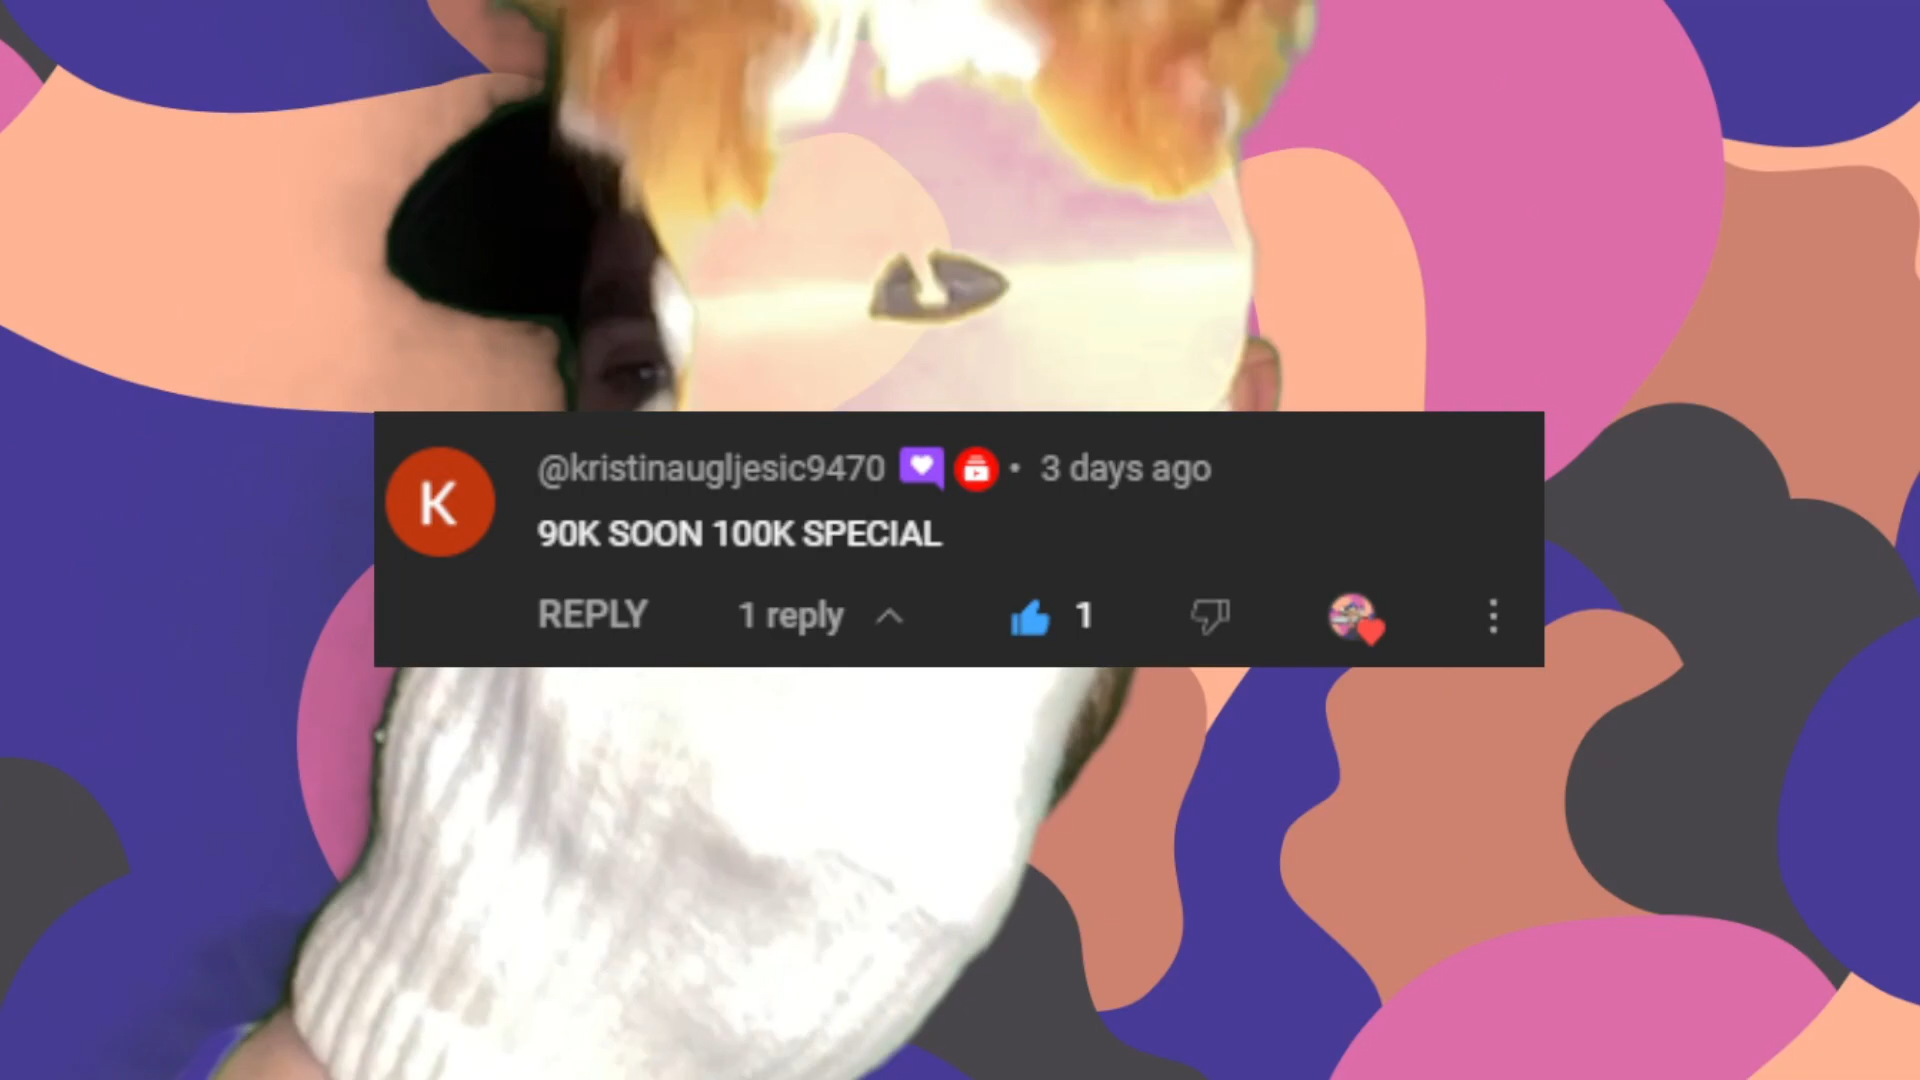 K
@kristinaugljesic9470 • 3 days ago
90K SOON 100K SPECIAL
REPLY 1 reply 1